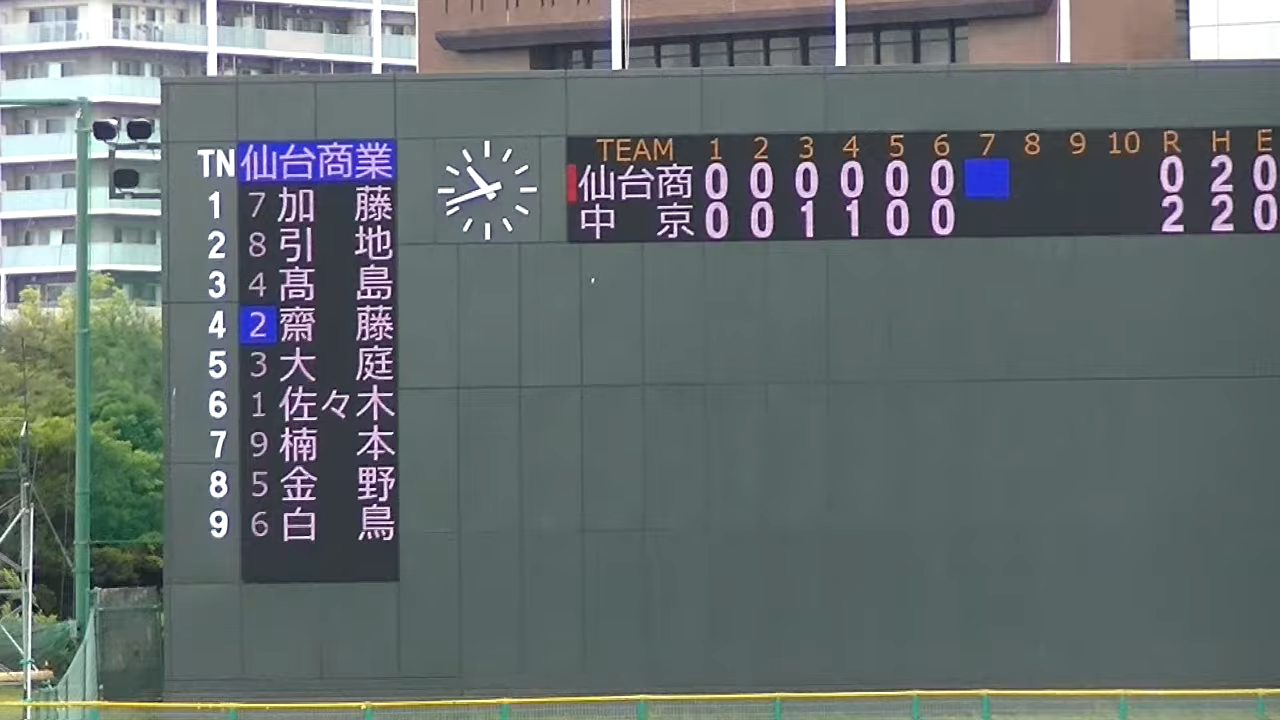 TN 仙台商業
1 7 加藤
2 8 引地
3 4 髙島
4 2 齋藤
5 3 大庭
6 1 佐々木
7 9 楠本
8 5 金野
9 6 白鳥
TEAM 1 2 3 4 5 6 7 8 9 10 R H E
仙台商 0 0 0 0 0 0 0 2 0
中京 0 0 1 1 0 0 2 2 0